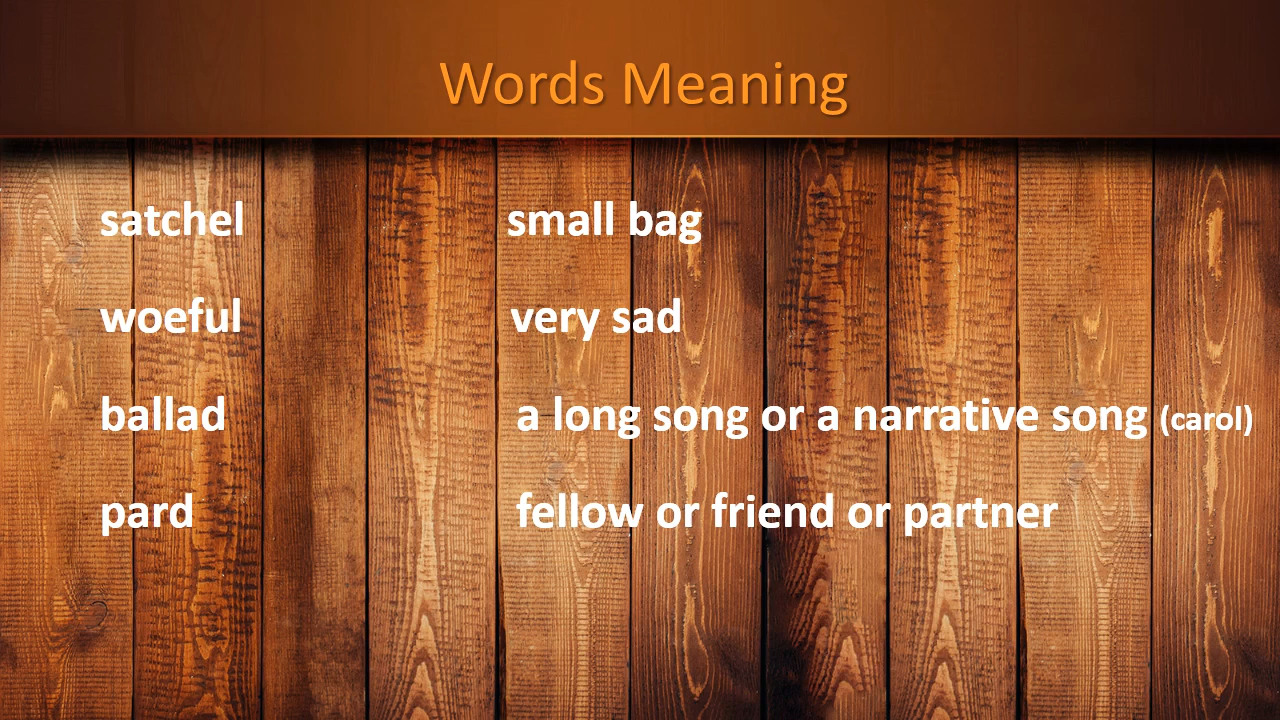 Words Meaning
satchel small bag
woeful very sad
ballad a long song or a narrative song (carol)
pard fellow or friend or partner